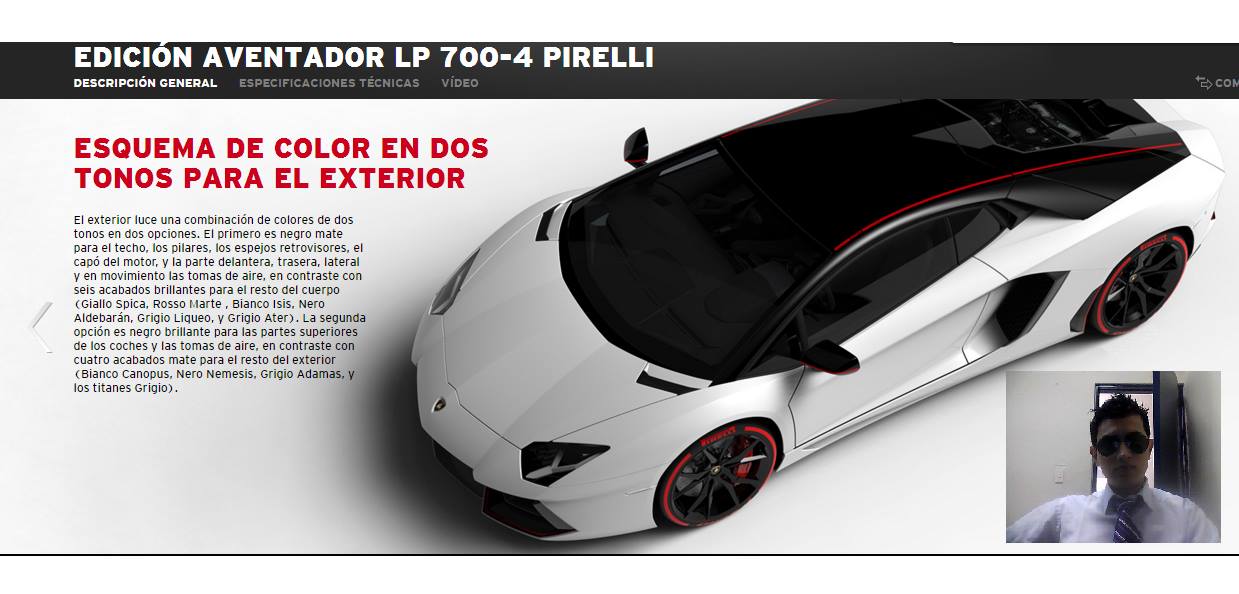 EDICIÓN AVENTADOR LP 700-4 PIRELLI
DESCRIPCIÓN GENERAL ESPECIFICACIONES TÉCNICAS VÍDEO
COM
ESQUEMA DE COLOR EN DOS
TONOS PARA EL EXTERIOR
El exterior luce una combinación de colores de dos
tonos en dos opciones. El primero es negro mate
para el techo, los pilares, los espejos retrovisores, el
capó del motor, y la parte delantera, trasera, lateral
y en movimiento las tomas de aire, en contraste con
seis acabados brillantes para el resto del cuerpo
(Giallo Spica, Rosso Marte , Bianco Isis, Nero
Aldebarán, Grigio Liqueo, y Grigio Ater). La segunda
opción es negro brillante para las partes superiores
de los coches y las tomas de aire, en contraste con
cuatro acabados mate para el resto del exterior
(Bianco Canopus, Nero Nemesis, Grigio Adamas, y
los titanes Grigio).
PIRELLI
PIRELLI